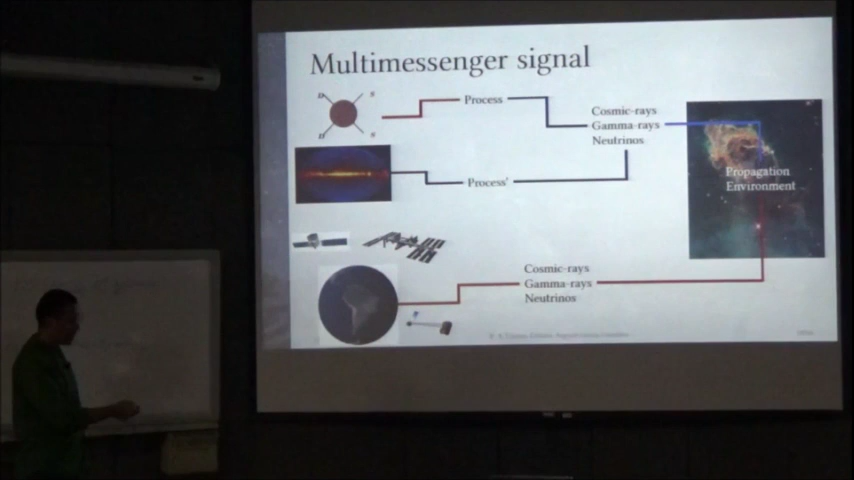 Multimessenger signal
D S
D S
Process
Cosmic-rays
Gamma-rays
Neutrinos
Propagation
Environment
Process'
Cosmic-rays
Gamma-rays
Neutrinos